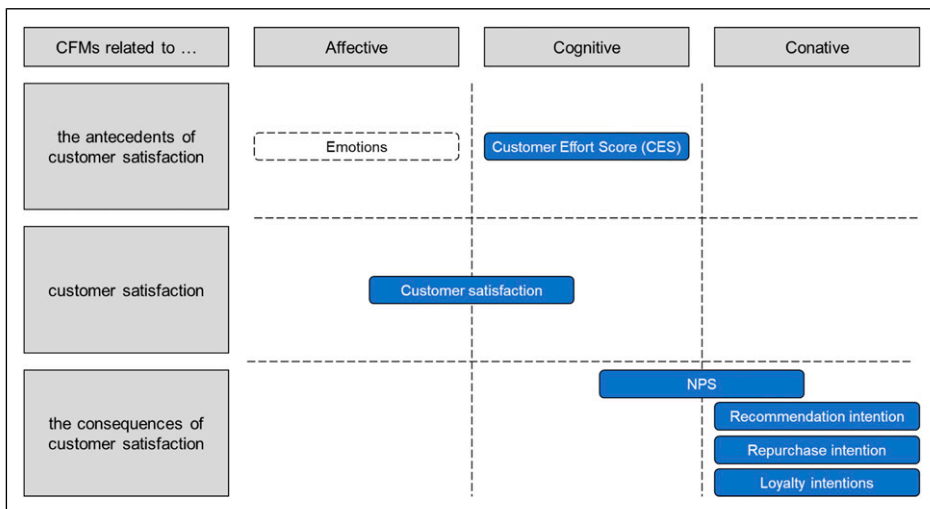 CFMs related to …
Affective
Cognitive
Conative
the antecedents of
customer satisfaction
Emotions
Customer Effort Score (CES)
customer satisfaction
Customer satisfaction
the consequences of
customer satisfaction
NPS
Recommendation intention
Repurchase intention
Loyalty intentions